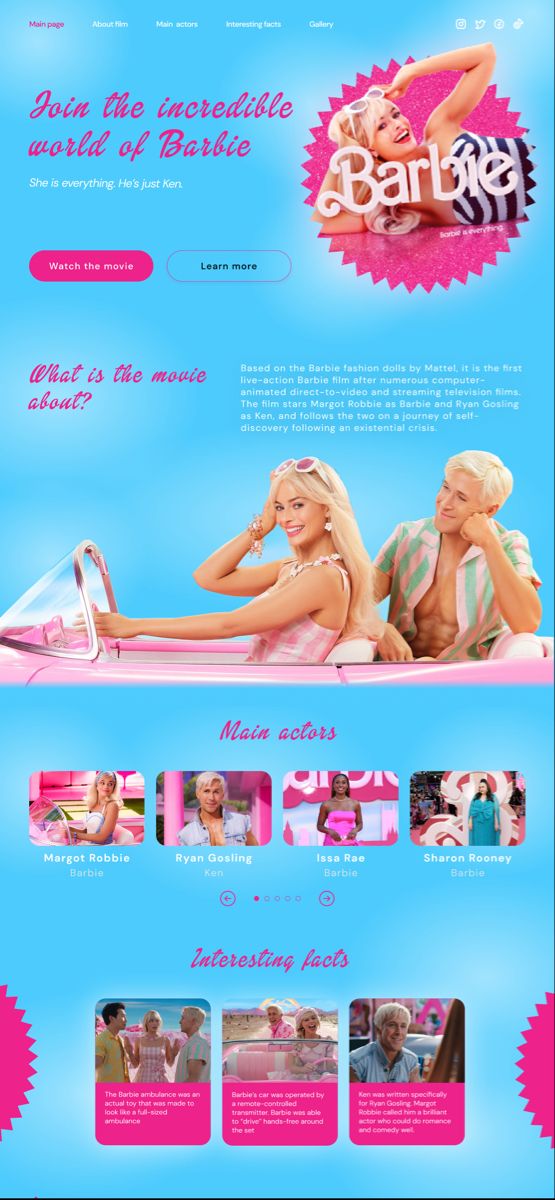 Main page About film Main actors Interesting facts Gallery
Join the incredible
world of Barbie
She is everything. He's just Ken.
Barbie
Barbie is everything.
Watch the movie Learn more
What is the movie
about?
Based on the Barbie fashion dolls by Mattel, it is the first
live-action Barbie film after numerous computer-
animated direct-to-video and streaming television films.
The film stars Margot Robbie as Barbie and Ryan Gosling
as Ken, and follows the two on a journey of self-
discovery following an existential crisis.
Main actors
Margot Robbie
Barbie
Ryan Gosling
Ken
Issa Rae
Barbie
Sharon Rooney
Barbie
Interesting facts
The Barbie ambulance was an
actual toy that was made to
look like a full-sized
ambulance
Barbie's car was operated by
a remote-controlled
transmitter. Barbie was able
to "drive" hands-free around
the set
Ken was written specifically
for Ryan Gosling. Margot
Robbie called him a brilliant
actor who could do romance
and comedy well.